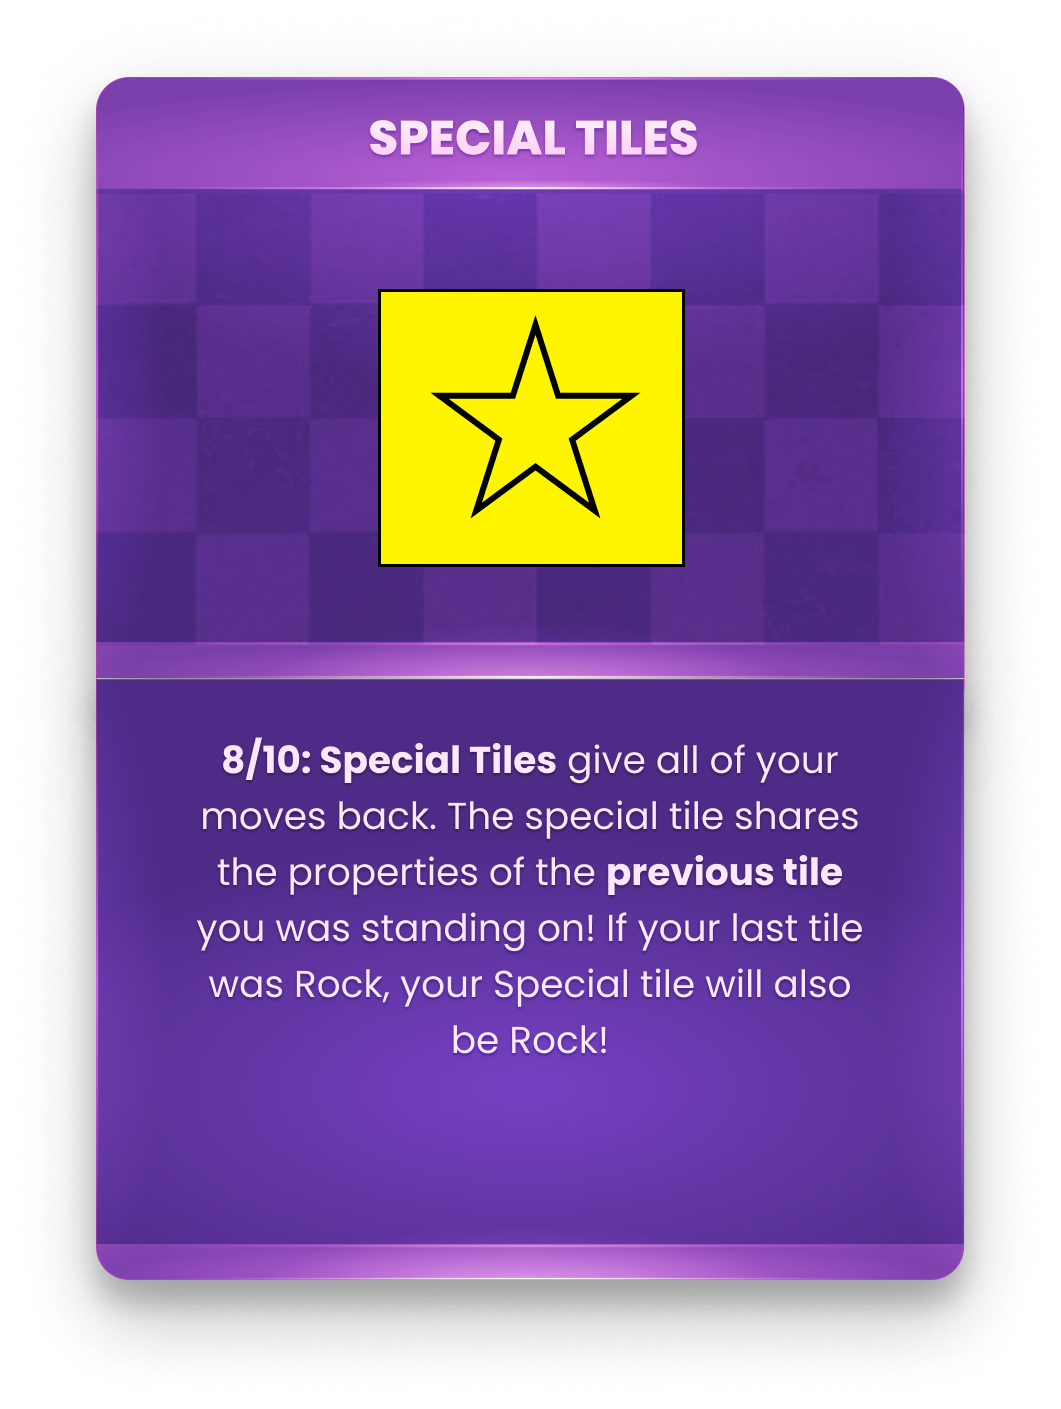 SPECIAL TILES
8/10: Special Tiles give all of your
moves back. The special tile shares
the properties of the previous tile
you was standing on! If your last tile
was Rock, your Special tile will also
be Rock!